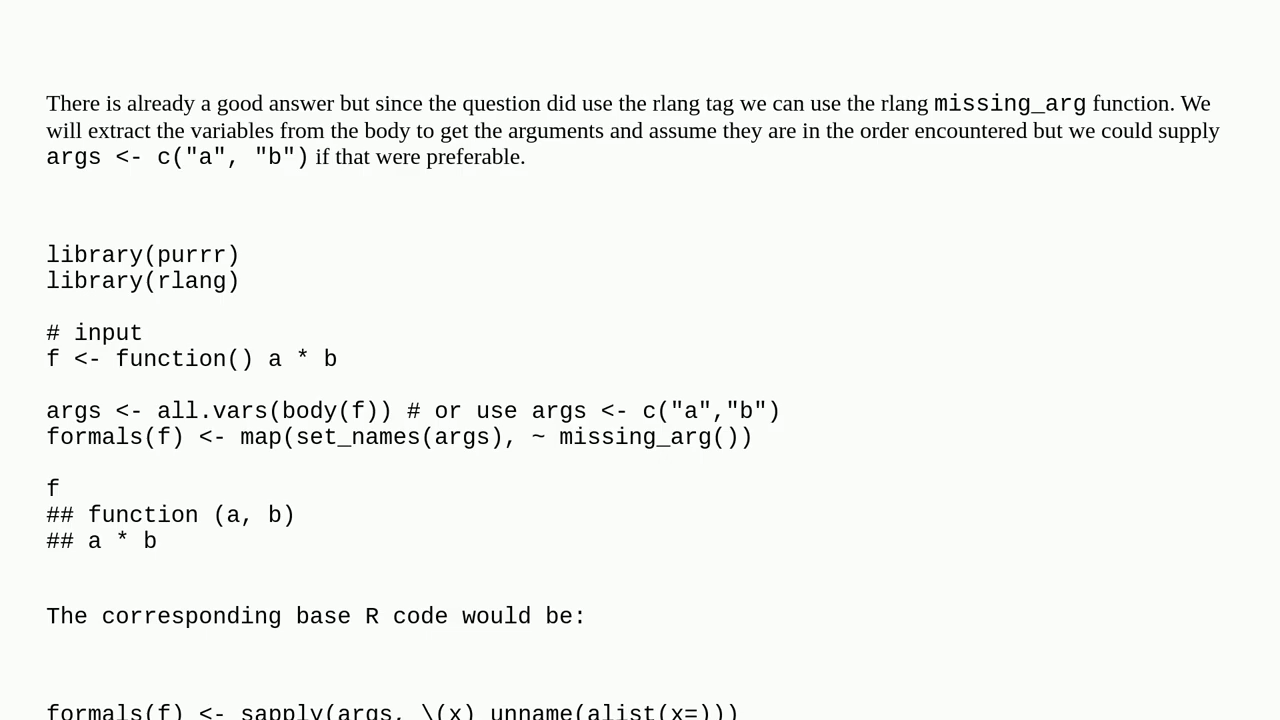 There is already a good answer but since the question did use the rlang tag we can use the rlang missing_arg function. We
will extract the variables from the body to get the arguments and assume they are in the order encountered but we could supply
args <- c("a", "b") if that were preferable.
library(purrr)
library(rlang)
# input
f <- function() a * b
args <- all.vars(body(f)) # or use args <- c("a","b")
formals(f) <- map(set_names(args), ~ missing_arg())
f
## function (a, b)
## a * b
The corresponding base R code would be:
formals(f) <- sapply(args, \(x) unname(alist(x=)))